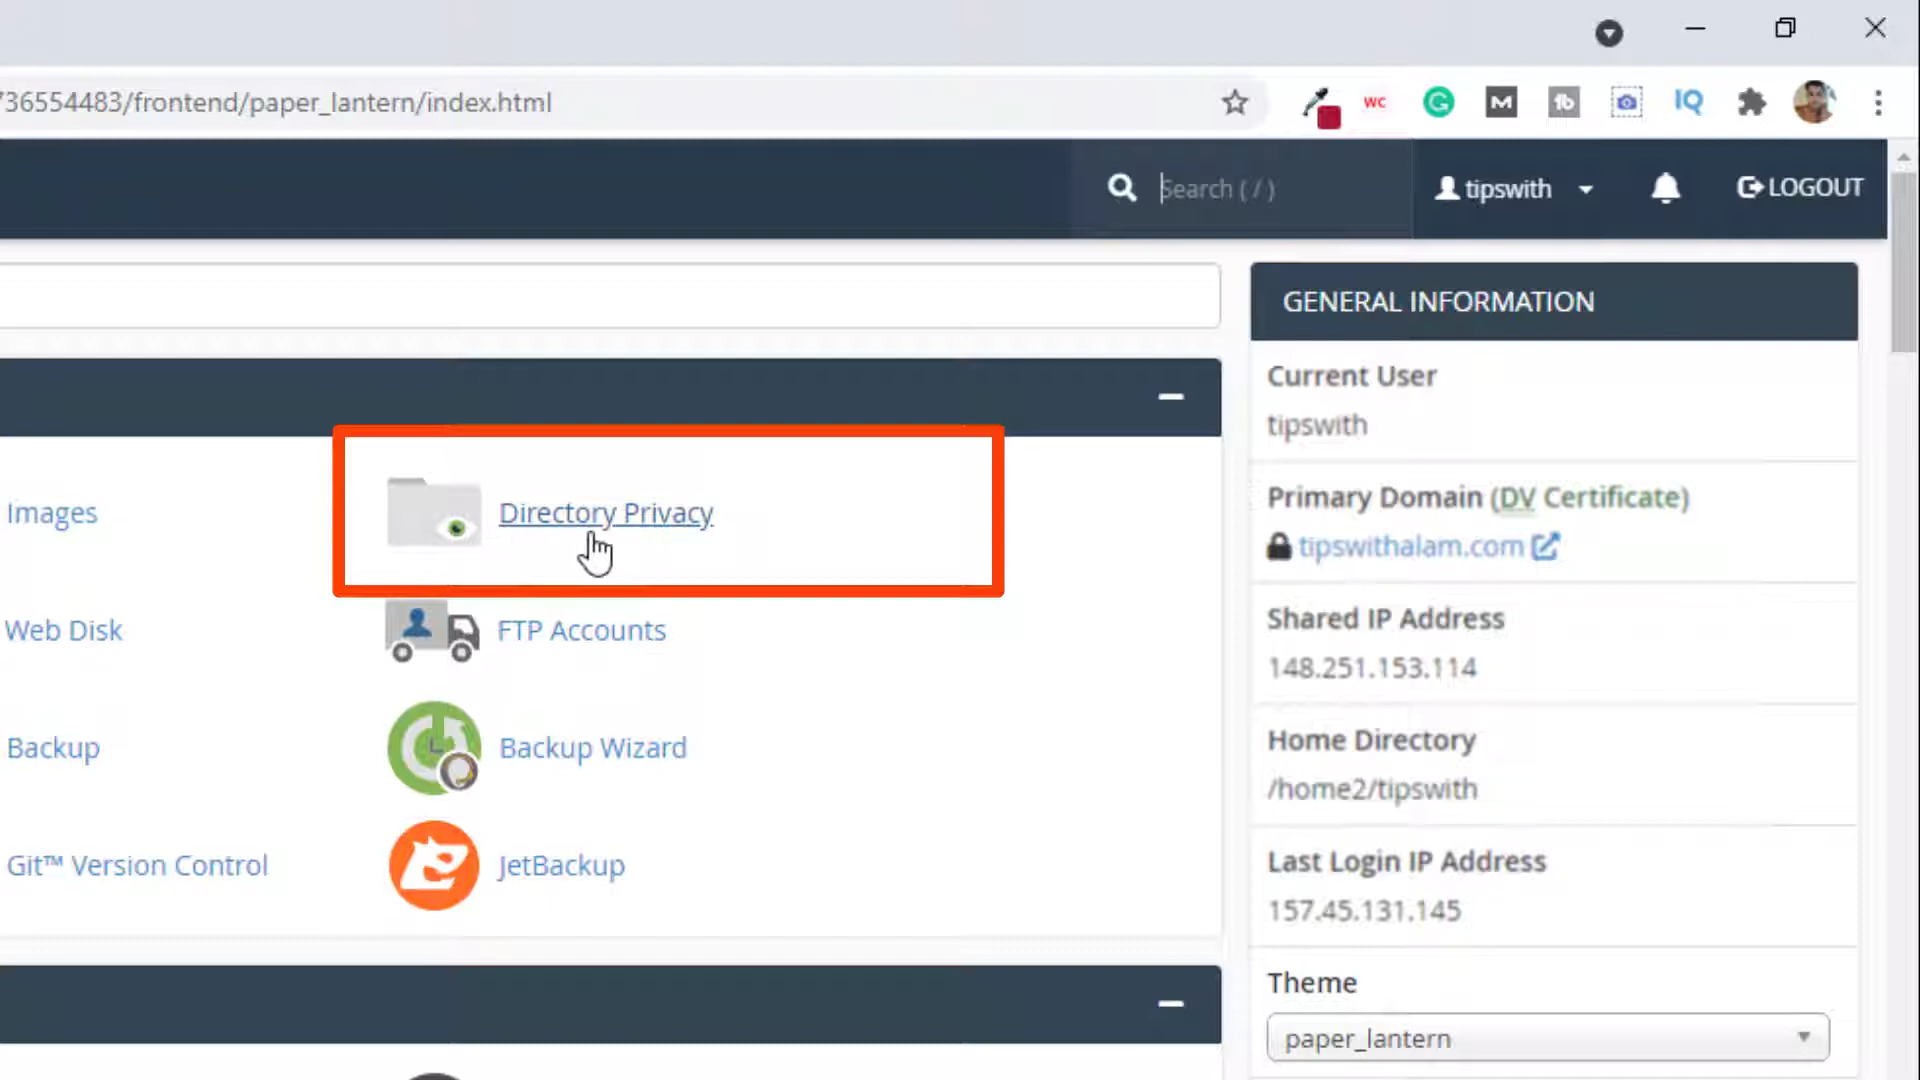 736554483/frontend/paper_lantern/index.html
WC
G
M
tb
IQ
Search ( / )
tipswith
LOGOUT
GENERAL INFORMATION
Current User
tipswith
Primary Domain (DV Certificate)
tipswithalam.com
Shared IP Address
148.251.153.114
Home Directory
/home2/tipswith
Last Login IP Address
157.45.131.145
Theme
paper_lantern
Images
Directory Privacy
Web Disk
FTP Accounts
Backup
Backup Wizard
Git™ Version Control
JetBackup